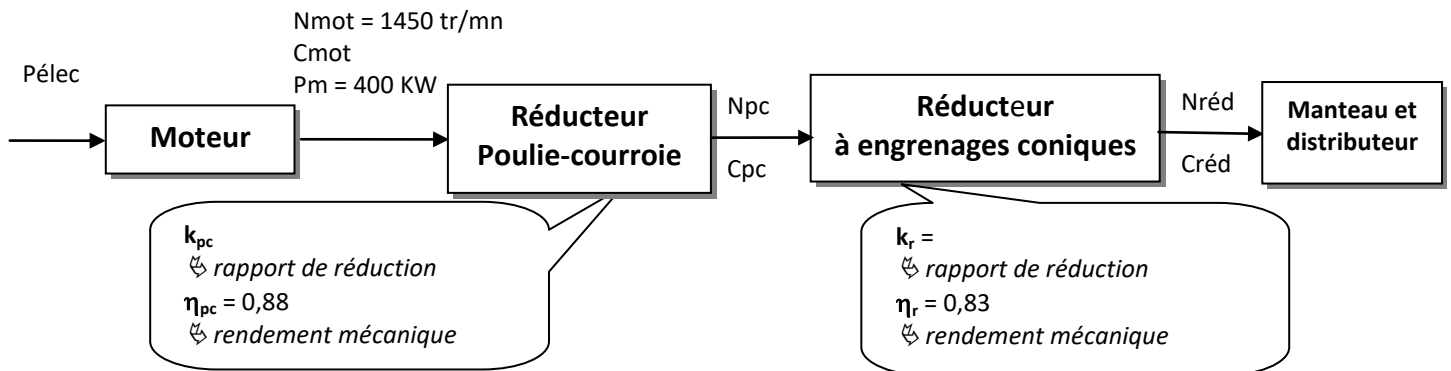 Nmot = 1450 tr/mn
Cmot
Pm = 400 KW
Pélec
Moteur
Réducteur
Poulie-courroie
Npc
Cpc
Réducteur
à engrenages coniques
Nréd
Créd
Manteau et
distributeur
kpc
rapport de réduction
ηpc = 0,88
rendement mécanique
kr =
rapport de réduction
ηr = 0,83
rendement mécanique